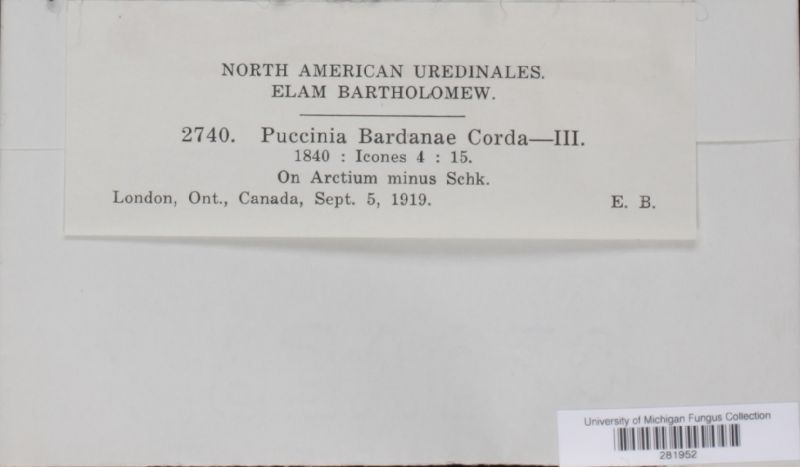 NORTH AMERICAN UREDINALES.
ELAM BARTHOLOMEW.
2740. Puccinia Bardanae Corda—III.
1840 : Icones 4 : 15.
On Arctium minus Schk.
London, Ont., Canada, Sept. 5, 1919. E. B.
University of Michigan Fungus Collection
281952